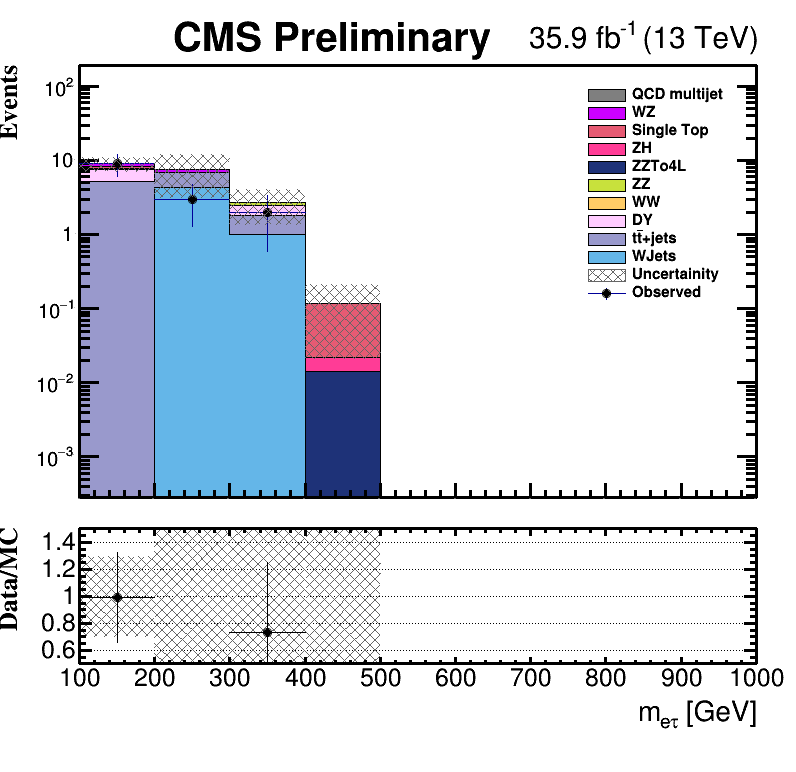 CMS Preliminary 35.9 fb⁻¹ (13 TeV)
Events
10²
10
1
10⁻¹
10⁻²
10⁻³
QCD multijet
WZ
Single Top
ZH
ZZTo4L
ZZ
WW
DY
tt̄+jets
WJets
Uncertainity
Observed
Data/MC
1.4
1.2
1
0.8
0.6
100 200 300 400 500 600 700 800 900 1000
m_eτ [GeV]